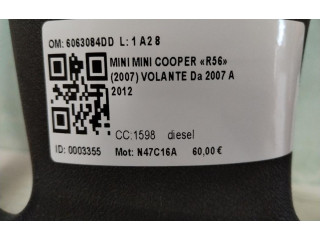 OM: 6063084DD L: 1 A2 8
MINI MINI COOPER «R56»
(2007) VOLANTE Da 2007 A
2012
CC:1598 diesel
ID: 0003355 Mot: N47C16A 60,00 €